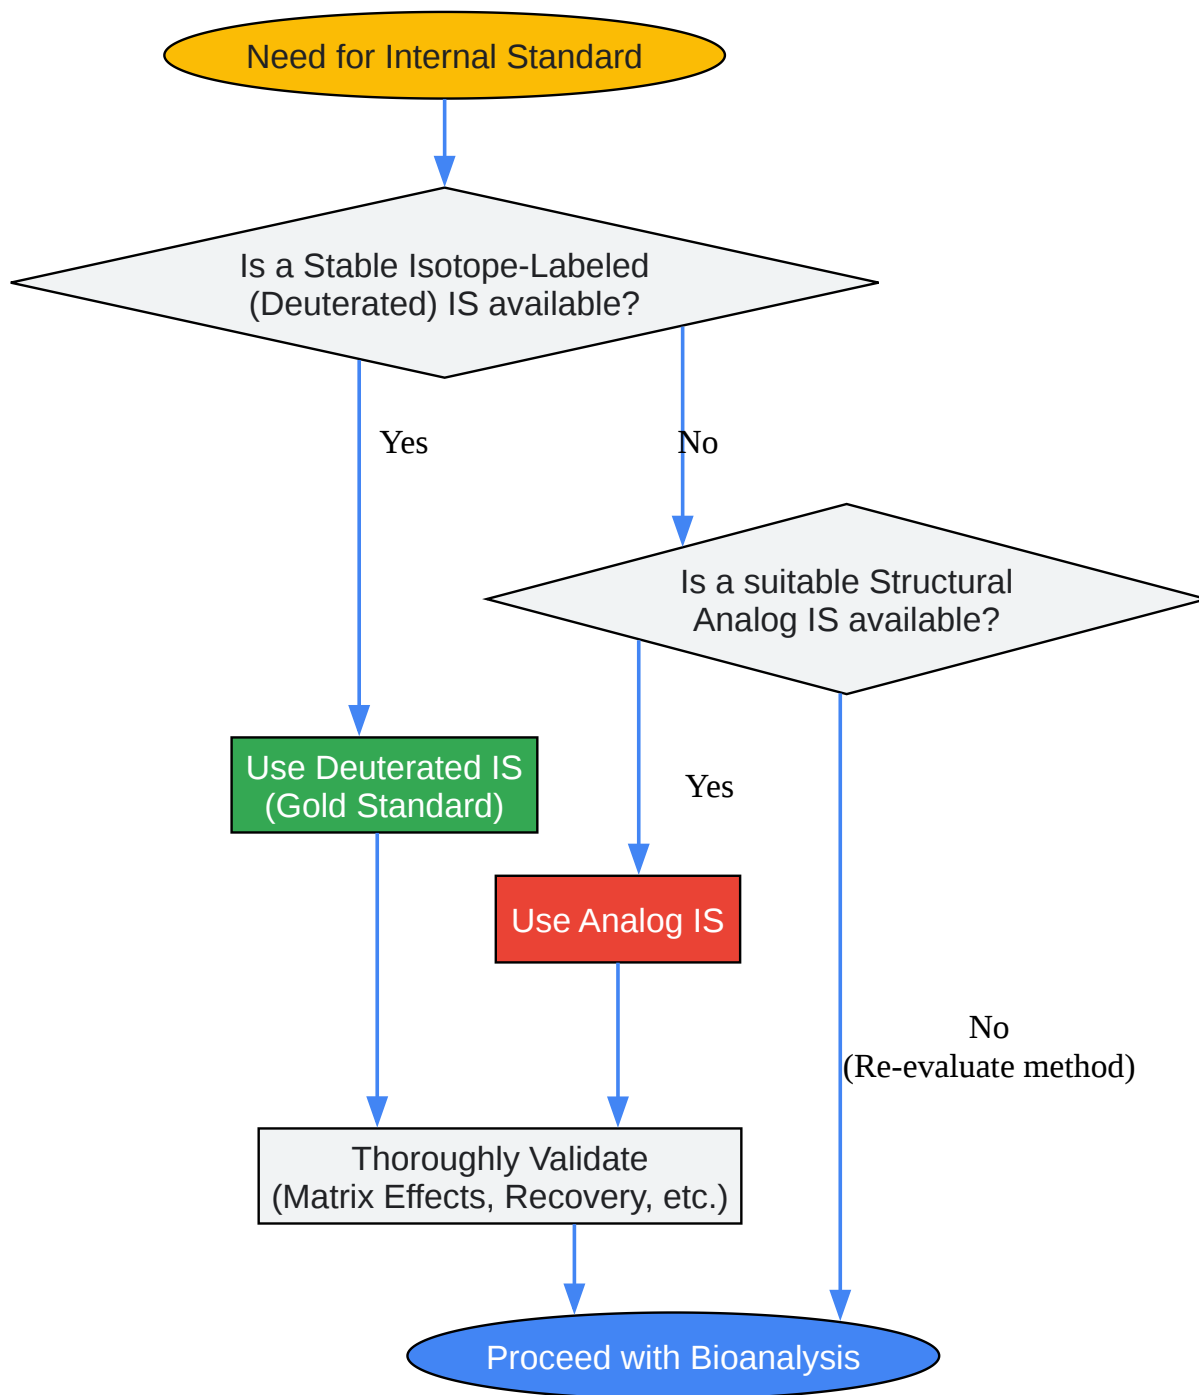 Need for Internal Standard
Is a Stable Isotope-Labeled
(Deuterated) IS available?
Yes
No
Is a suitable Structural
Analog IS available?
Use Deuterated IS
(Gold Standard)
Yes
Use Analog IS
No
(Re-evaluate method)
Thoroughly Validate
(Matrix Effects, Recovery, etc.)
Proceed with Bioanalysis